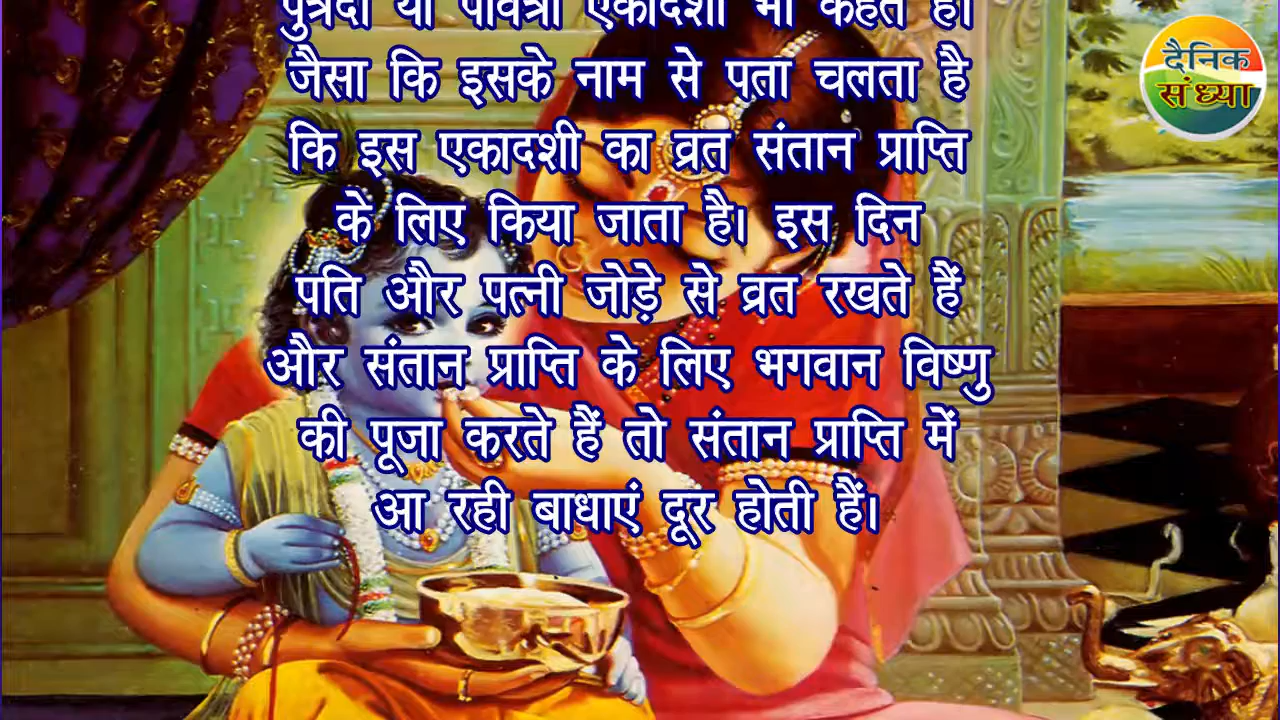 पुत्रदा या पवित्रा एकादशी भी कहते हैं।
जैसा कि इसके नाम से पता चलता है
कि इस एकादशी का व्रत संतान प्राप्ति
के लिए किया जाता है। इस दिन
पति और पत्नी जोड़े से व्रत रखते हैं
और संतान प्राप्ति के लिए भगवान विष्णु
की पूजा करते हैं तो संतान प्राप्ति में
आ रही बाधाएं दूर होती हैं।
दैनिक
संध्या